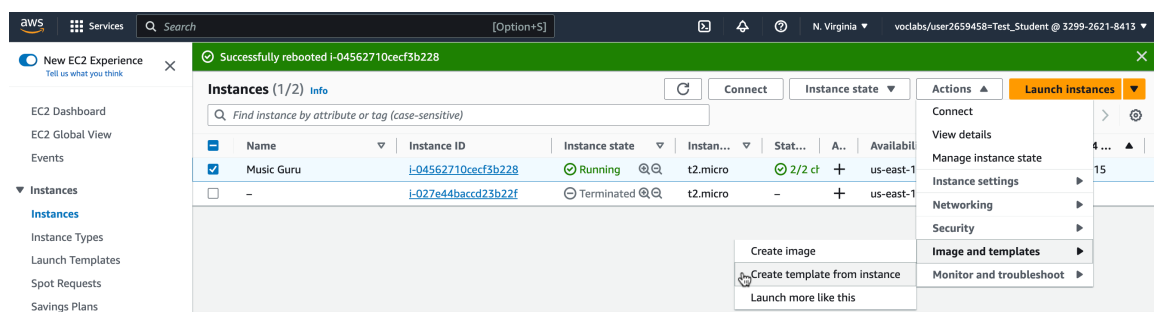 aws Services Search [Option+S] N. Virginia ▼ voclabs/user2659458=Test_Student @ 3299-2621-8413 ▼
New EC2 Experience
Tell us what you think
Successfully rebooted i-04562710cecf3b228
Instances (1/2) Info Connect Instance state ▼ Actions ▲ Launch instances ▼
Find instance by attribute or tag (case-sensitive)
EC2 Dashboard
EC2 Global View
Events
Instances
Instances
Instance Types
Launch Templates
Spot Requests
Savings Plans
Name Instance ID Instance state Instan... Stat... A.. Availabil 4 ...
Music Guru i-04562710cecf3b228 Running t2.micro 2/2 ch + us-east-1 15
– i-027e44baccd23b22f Terminated t2.micro – + us-east-1
Connect
View details
Manage instance state
Instance settings
Networking
Security
Image and templates
Monitor and troubleshoot
Create image
Create template from instance
Launch more like this